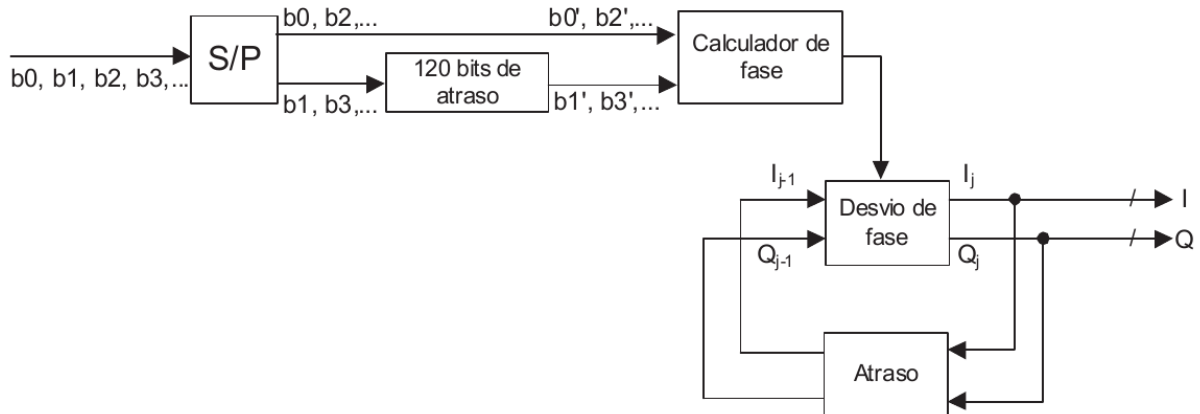 b0, b1, b2, b3,...
S/P
b0, b2,...
b1, b3,...
120 bits de
atraso
b0', b2',...
b1', b3',...
Calculador de
fase
I_{j-1}
Q_{j-1}
Desvio de
fase
I_j
Q_j
I
Q
Atraso